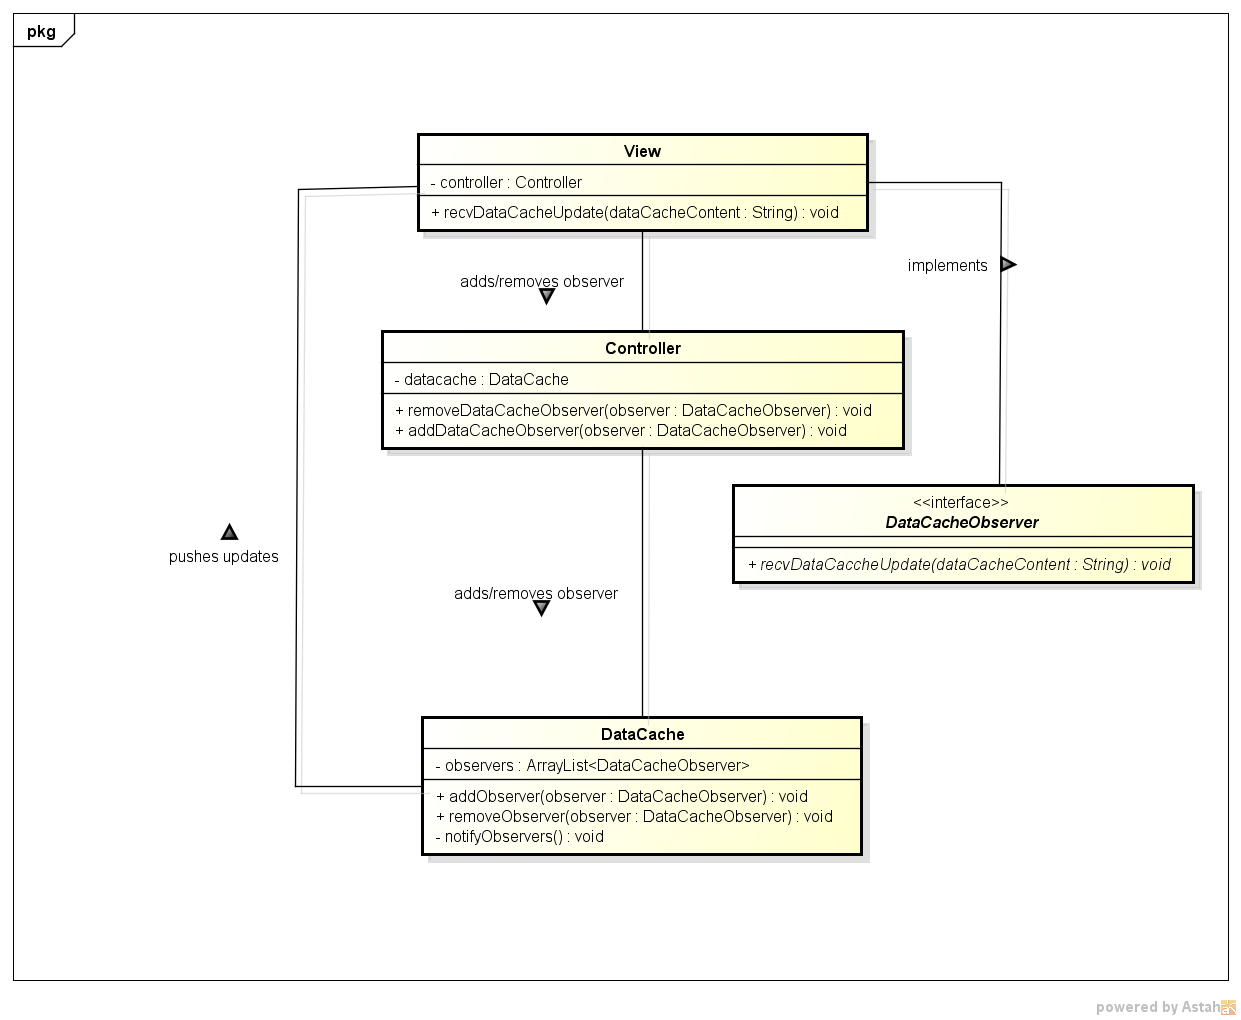 pkg
View
- controller : Controller
+ recvDataCacheUpdate(dataCacheContent : String) : void
adds/removes observer
implements
Controller
- datacache : DataCache
+ removeDataCacheObserver(observer : DataCacheObserver) : void
+ addDataCacheObserver(observer : DataCacheObserver) : void
<<interface>>
DataCacheObserver
+ recvDataCaccheUpdate(dataCacheContent : String) : void
pushes updates
adds/removes observer
DataCache
- observers : ArrayList<DataCacheObserver>
+ addObserver(observer : DataCacheObserver) : void
+ removeObserver(observer : DataCacheObserver) : void
- notifyObservers() : void
powered by Astah